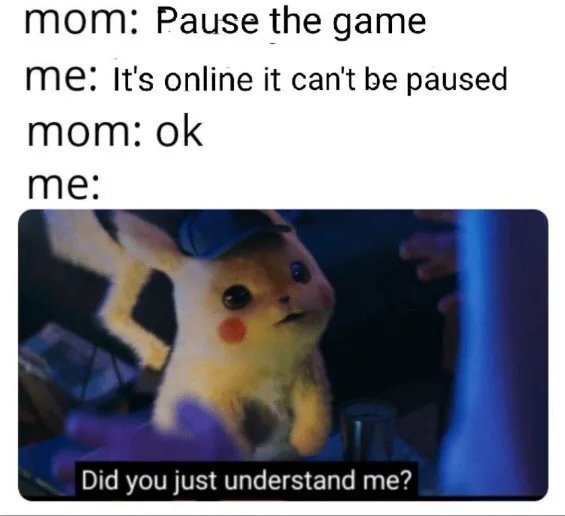 mom: Pause the game
me: It's online it can't be paused
mom: ok
me:
Did you just understand me?